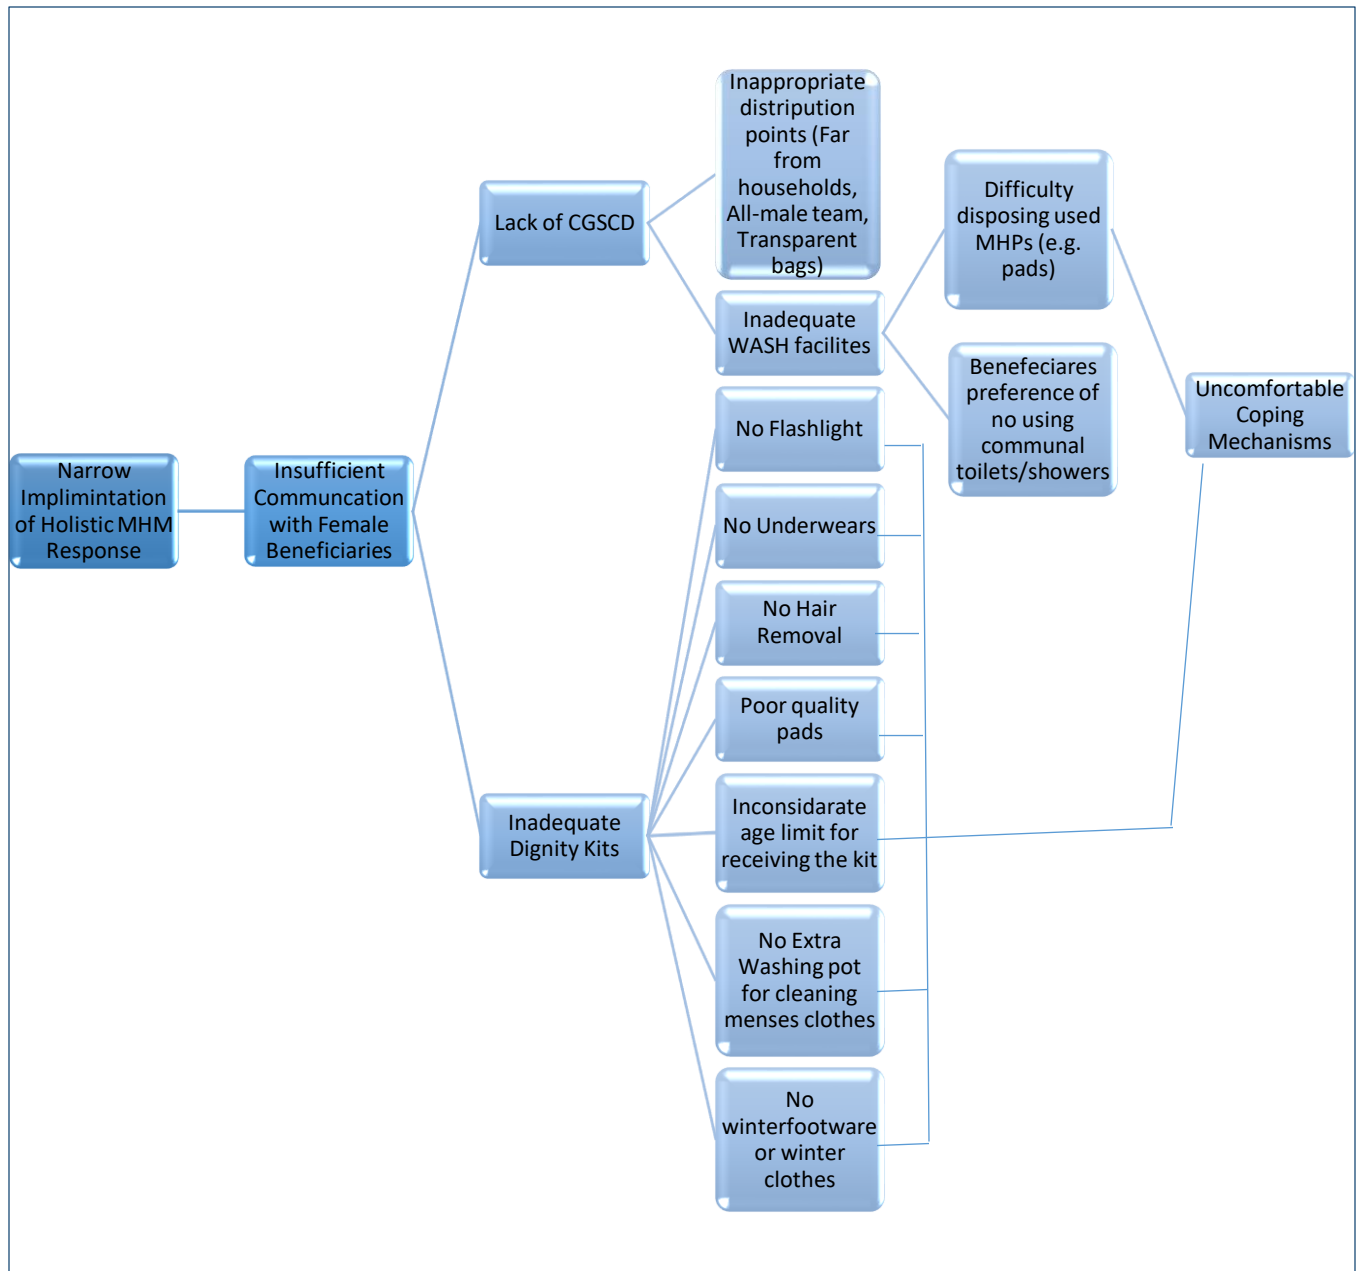 Narrow
Implimintation
of Holistic MHM
Response
Insufficient
Communcation
with Female
Beneficiaries
Lack of CGSCD
Inappropriate
distripution
points (Far
from
households,
All-male team,
Transparent
bags)
Inadequate
WASH facilites
Difficulty
disposing used
MHPs (e.g.
pads)
Benefeciares
preference of
no using
communal
toilets/showers
Uncomfortable
Coping
Mechanisms
Inadequate
Dignity Kits
No Flashlight
No Underwears
No Hair
Removal
Poor quality
pads
Inconsidarate
age limit for
receiving the kit
No Extra
Washing pot
for cleaning
menses clothes
No
winterfootware
or winter
clothes